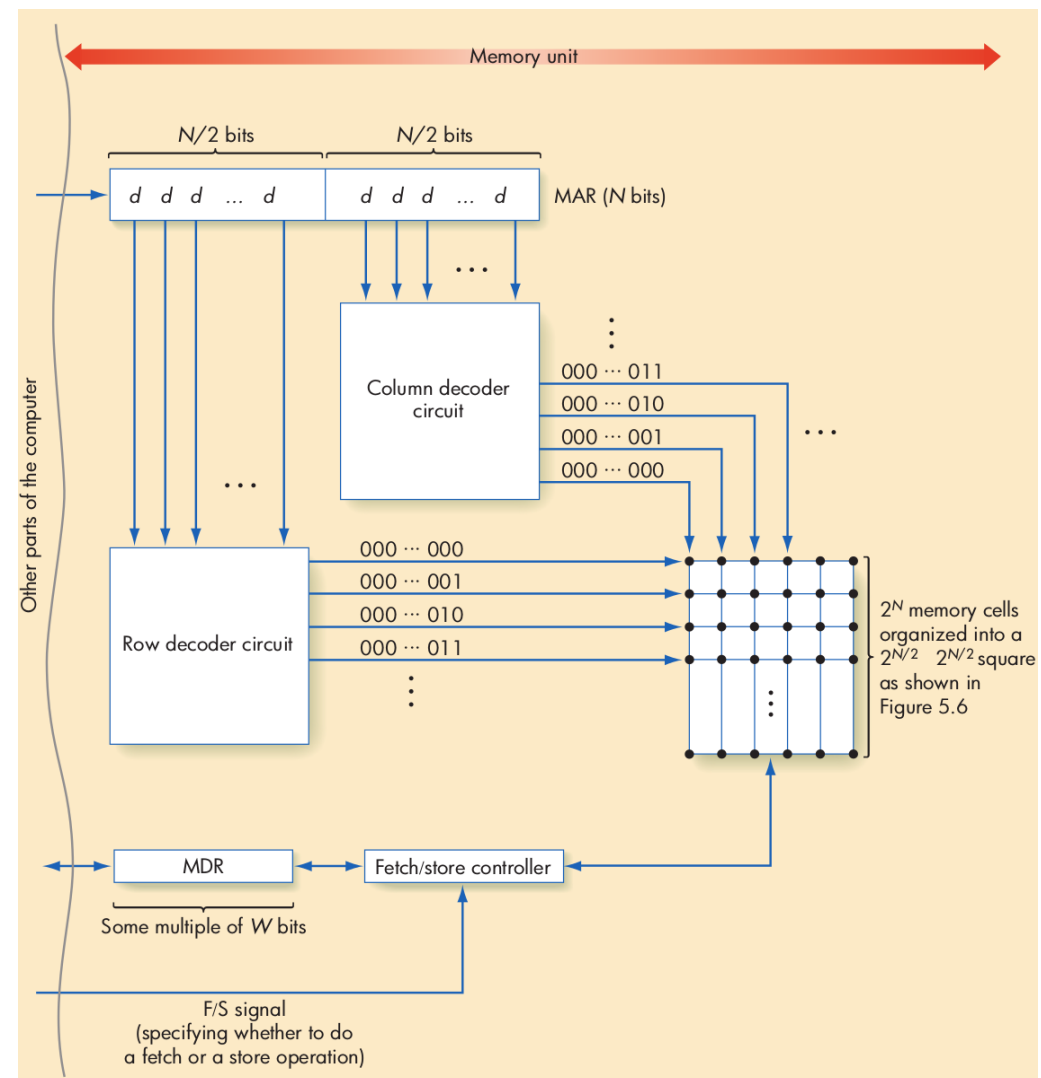 Memory unit
N/2 bits
N/2 bits
d d d ... d
d d d ... d
MAR (N bits)
...
Column decoder
circuit
000 ... 011
000 ... 010
000 ... 001
000 ... 000
...
...
Other parts of the computer
Row decoder circuit
000 ... 000
000 ... 001
000 ... 010
000 ... 011
2^N memory cells
organized into a
2^N/2 2^N/2 square
as shown in
Figure 5.6
MDR
Fetch/store controller
Some multiple of W bits
F/S signal
(specifying whether to do
a fetch or a store operation)